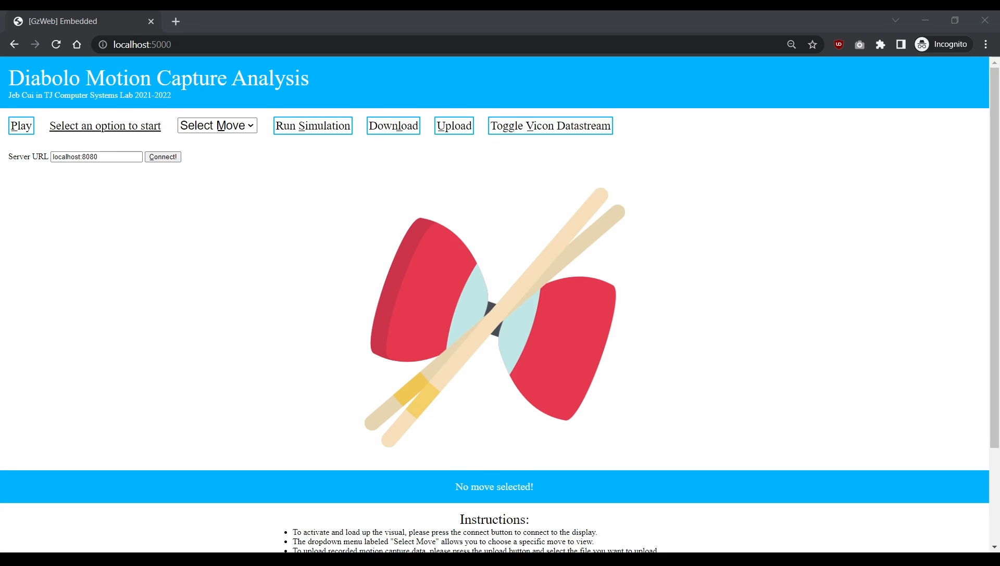 [GzWeb] Embedded
localhost:5000
Incognito
Diabolo Motion Capture Analysis
Jeb Cui in TJ Computer Systems Lab 2021-2022
Play Select an option to start Select Move Run Simulation Download Upload Toggle Vicon Datastream
Server URL localhost:8080 Connect!
No move selected!
Instructions:
• To activate and load up the visual, please press the connect button to connect to the display.
• The dropdown menu labeled "Select Move" allows you to choose a specific move to view.
• To upload recorded motion capture data, please press the upload button and select the file you want to upload